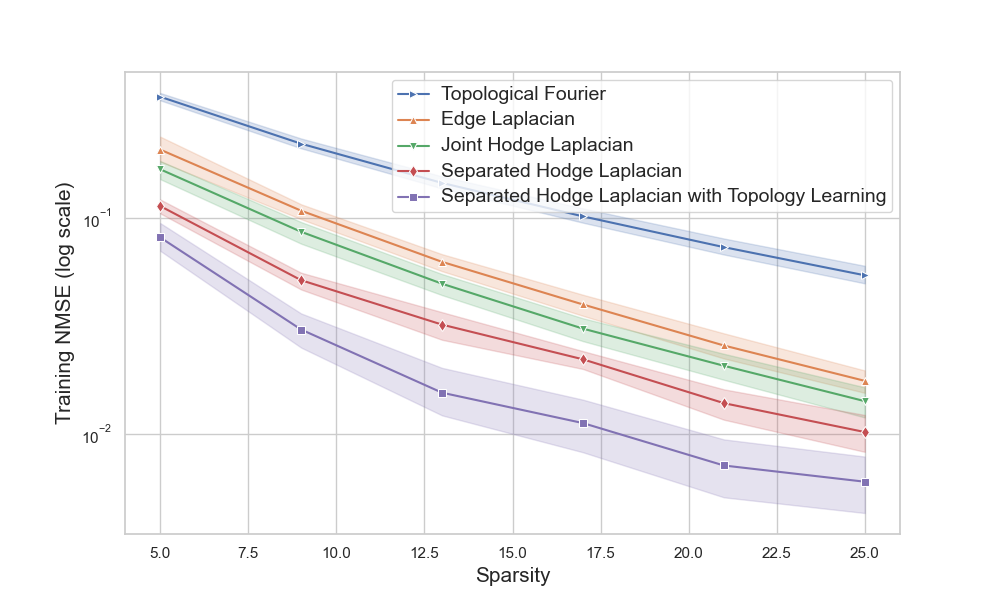 Topological Fourier
Edge Laplacian
Joint Hodge Laplacian
Separated Hodge Laplacian
Separated Hodge Laplacian with Topology Learning
Training NMSE (log scale)
10⁻¹
10⁻²
5.0 7.5 10.0 12.5 15.0 17.5 20.0 22.5 25.0
Sparsity